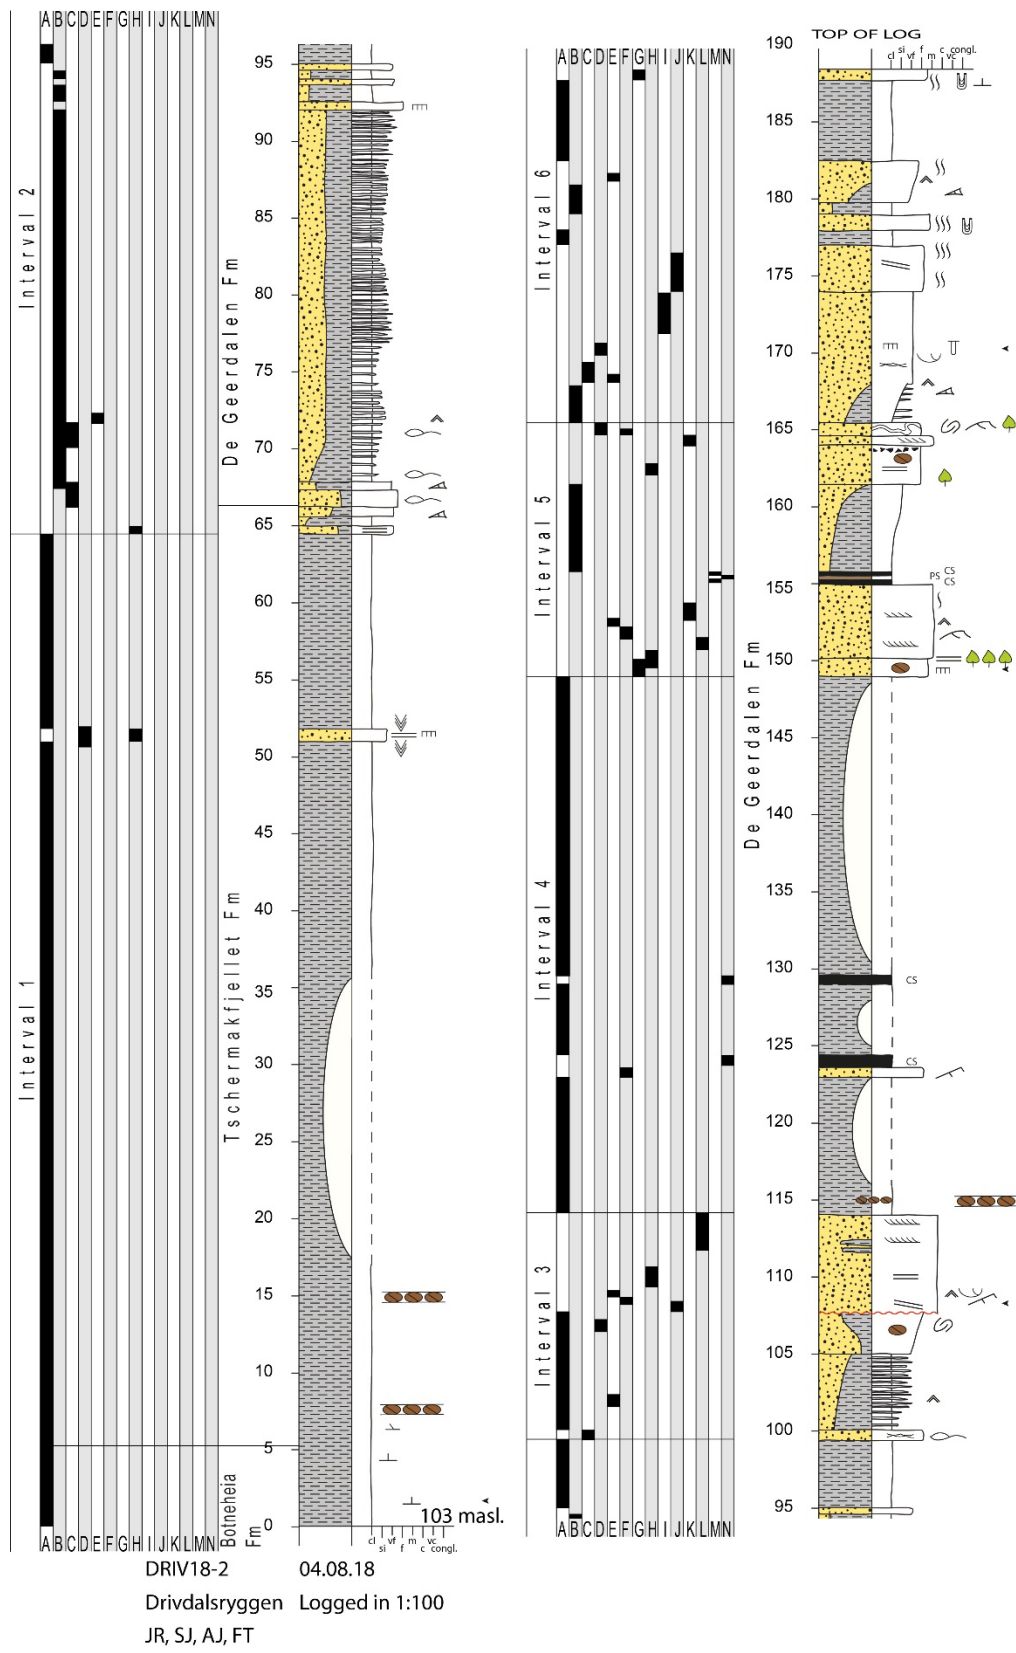 A B C D E F G H I J K L M N
95
90
85
80
75
70
65
60
55
50
45
40
35
30
25
20
15
10
5
0
Interval 2
Interval 1
De Geerdalen Fm
Tschermakfjellet Fm
Botneheia Fm
103 masl.
cl si vf f m c vc congl.
A B C D E F G H I J K L M N
DRIV18-2 04.08.18
Drivdalsryggen Logged in 1:100
JR, SJ, AJ, FT
A B C D E F G H I J K L M N
Interval 6
Interval 5
Interval 4
Interval 3
A B C D E F G H I J K L M N
De Geerdalen Fm
TOP OF LOG
cl si vf f m c vc congl.
190
185
180
175
170
165
160
155
150
145
140
135
130
125
120
115
110
105
100
95
PS CS
CS
CS
CS